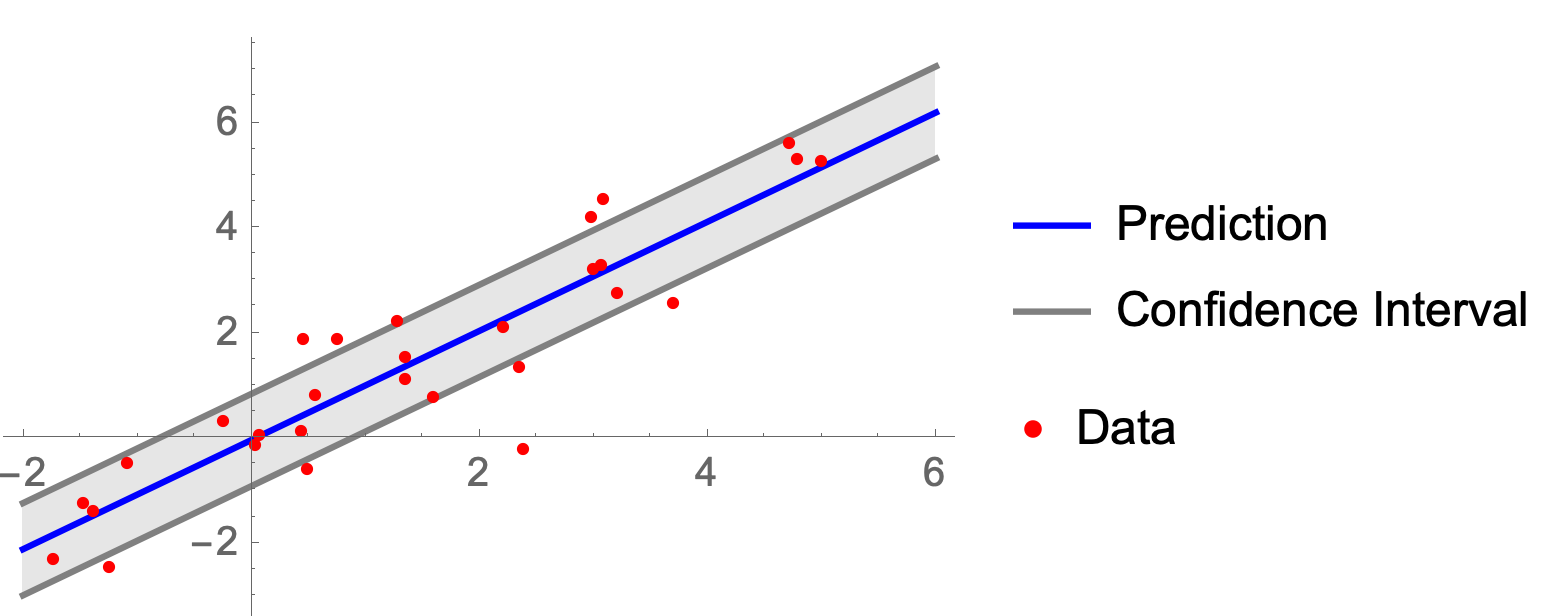 6
4
2
−2
2
4
6
−2
Prediction
Confidence Interval
Data